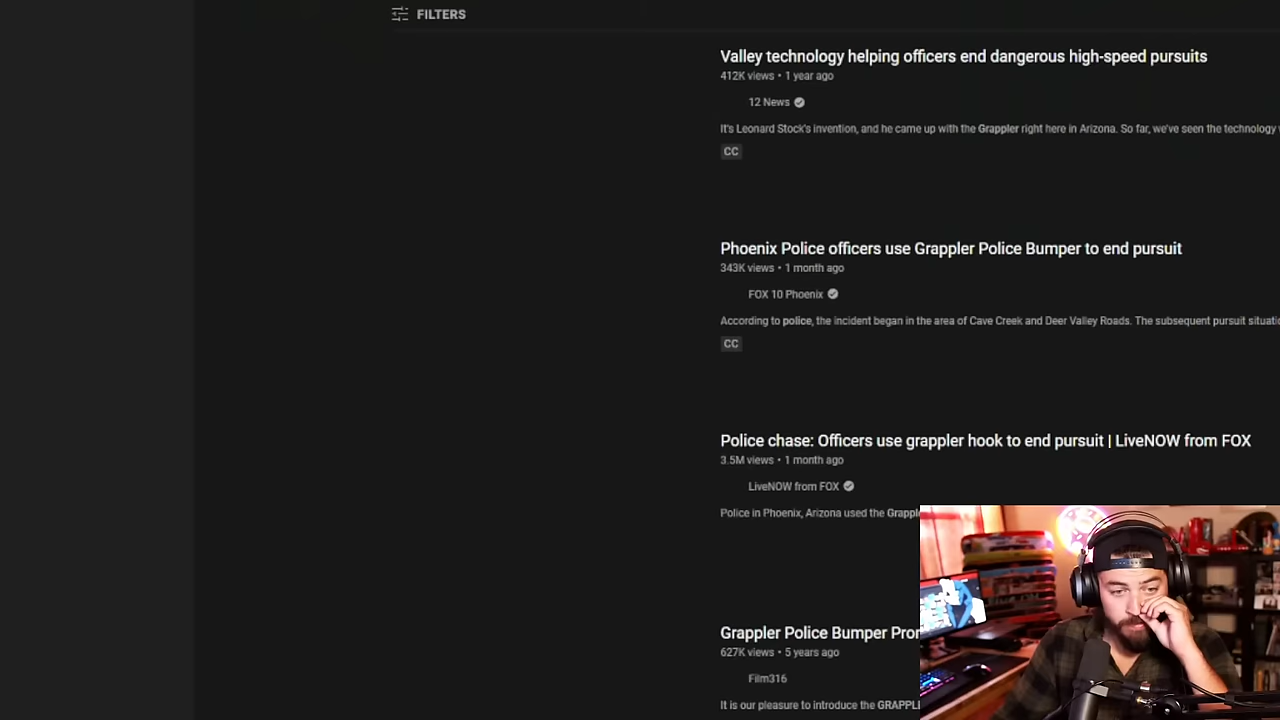 FILTERS
Valley technology helping officers end dangerous high-speed pursuits
412K views • 1 year ago
12 News
It's Leonard Stock's invention, and he came up with the Grappler right here in Arizona. So far, we've seen the technology
CC
Phoenix Police officers use Grappler Police Bumper to end pursuit
343K views • 1 month ago
FOX 10 Phoenix
According to police, the incident began in the area of Cave Creek and Deer Valley Roads. The subsequent pursuit
CC
Police chase: Officers use grappler hook to end pursuit | LiveNOW from FOX
3.5M views • 1 month ago
LiveNOW from FOX
Police in Phoenix, Arizona used the
Grappler Police Bumper
627K views • 5 years ago
Film316
It is our pleasure to introduce the